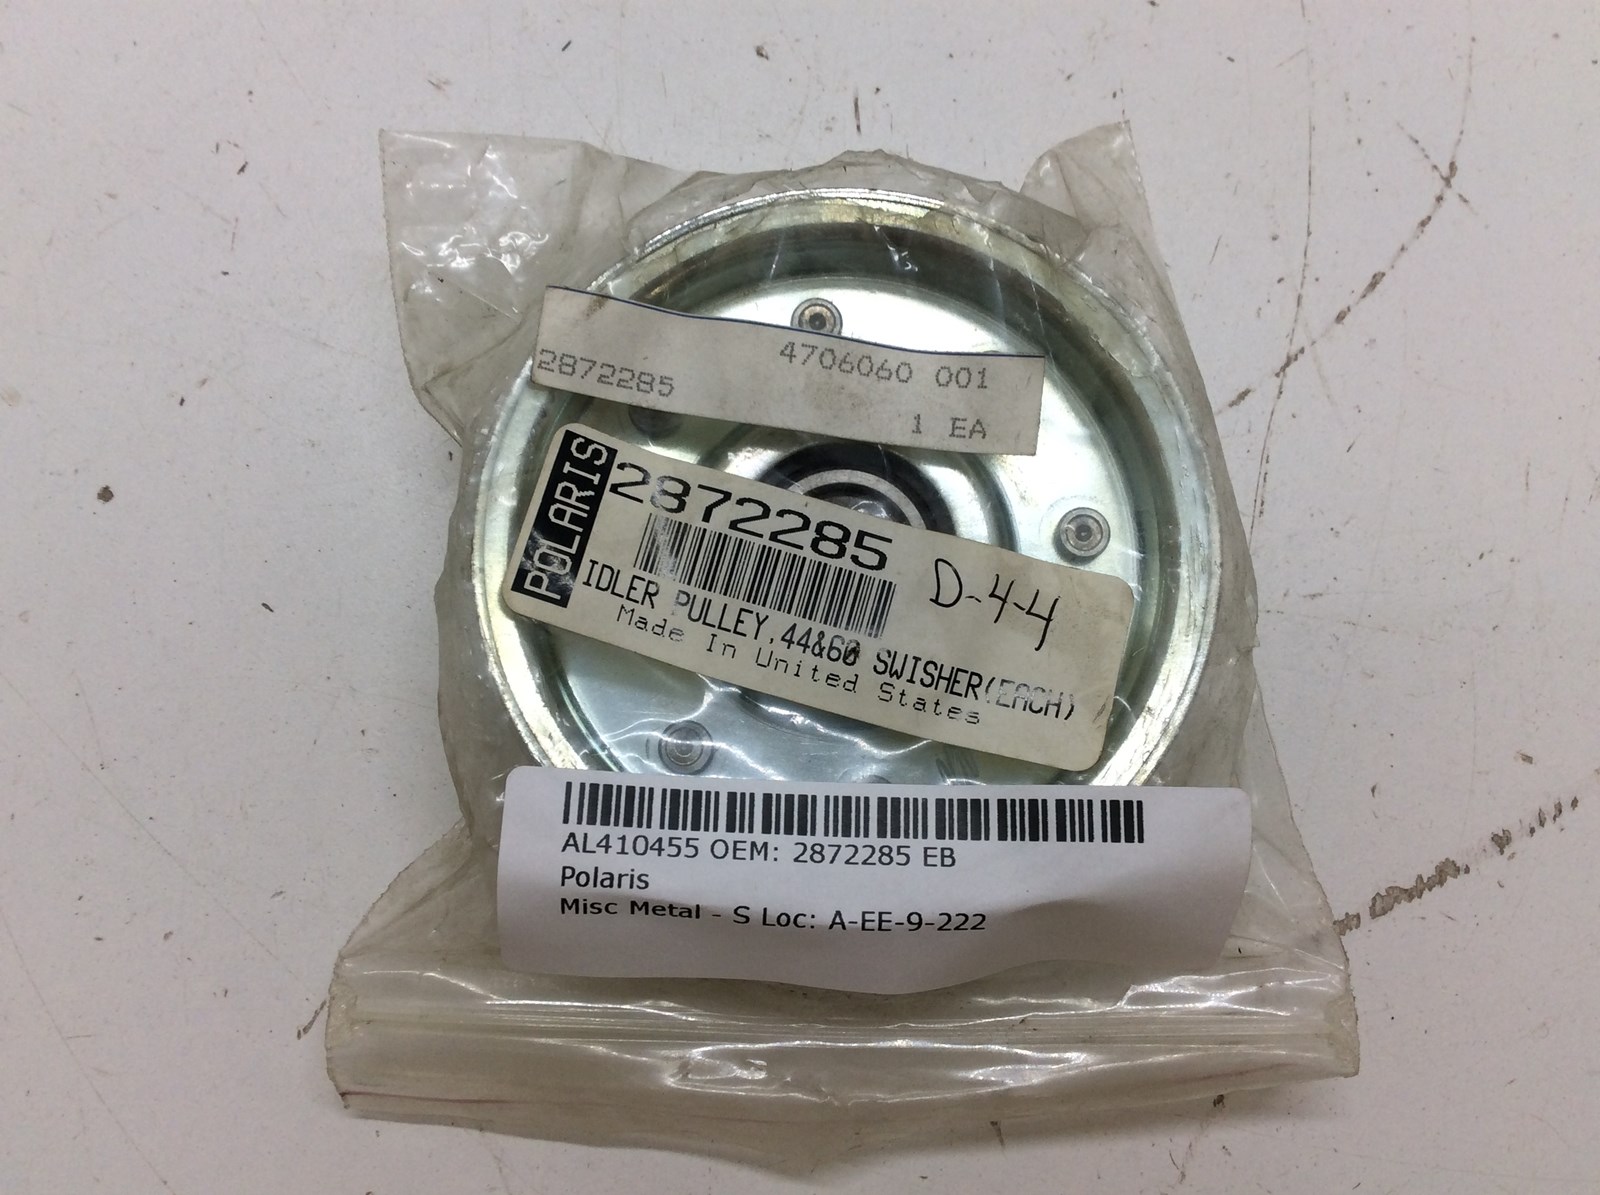 4706060 001
2872285
1 EA
POLARIS
2872285
D-4-4
IDLER PULLEY,44&60 SWISHER(EACH)
Made In United States
AL410455 OEM: 2872285 EB
Polaris
Misc Metal - S Loc: A-EE-9-222